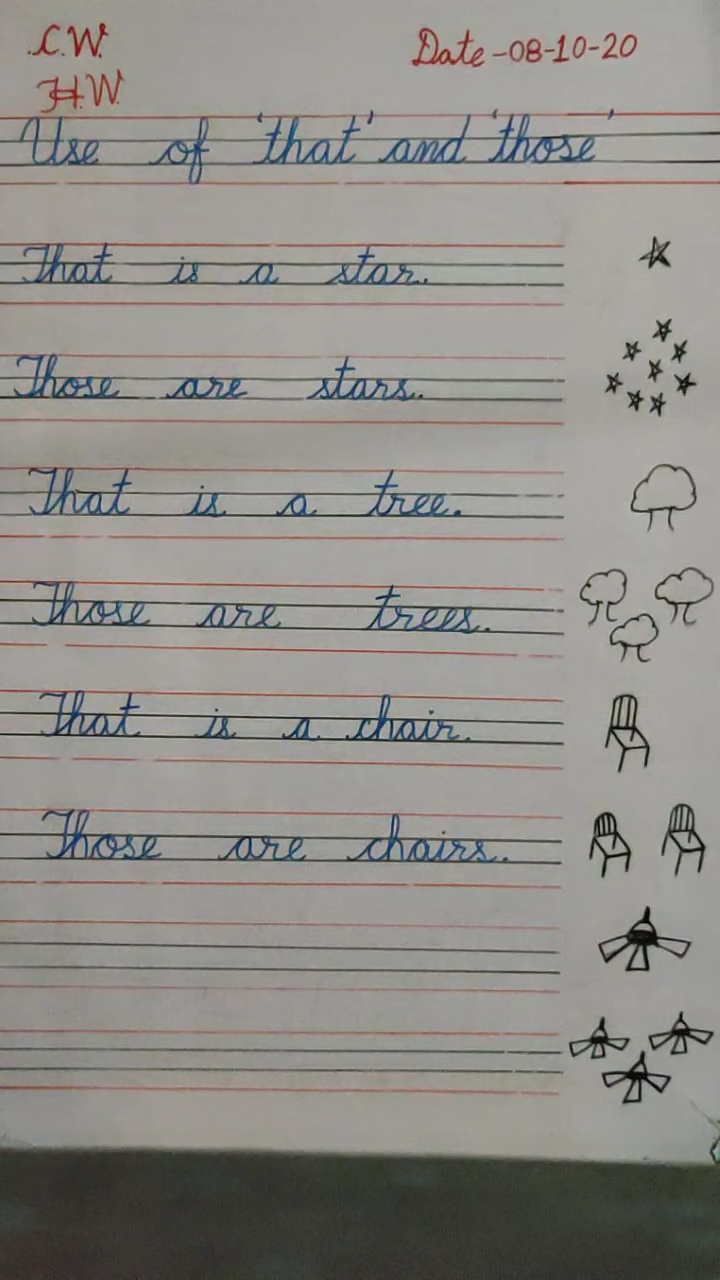 C.W.
Date-08-10-20
H.W.
Use of 'that' and 'those'
That is a star.
Those are stars.
That is a tree.
Those are trees.
That is a chair.
Those are chairs.